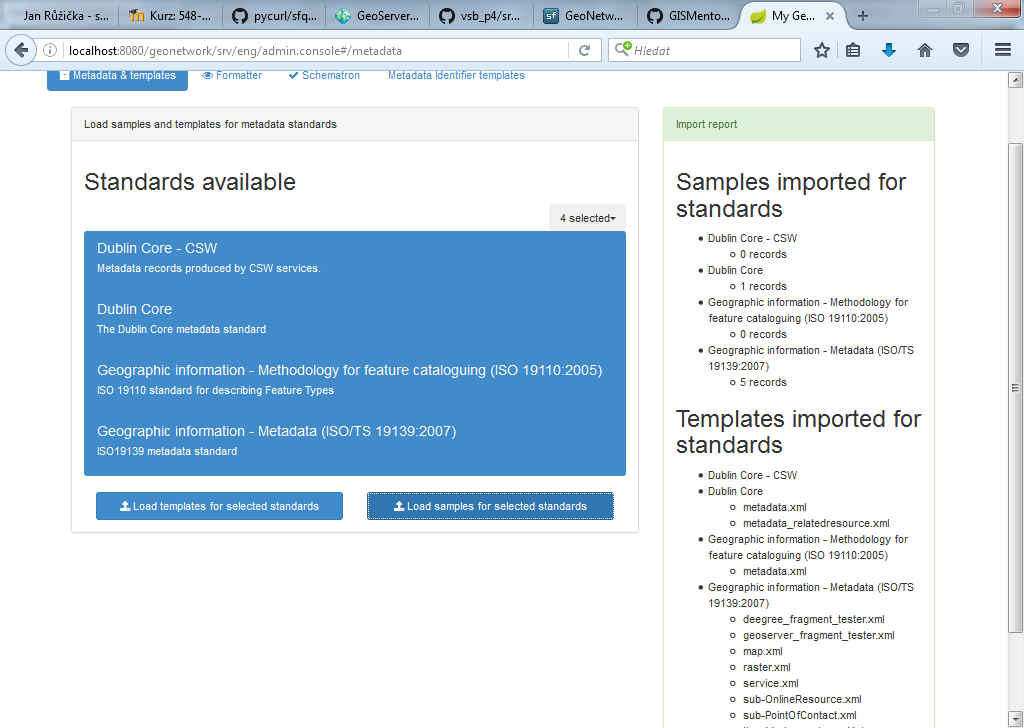 Jan Růžička – s...
Kurz: 548-...
pycurl/sfq...
GeoServer...
vsb_p4/sr...
GeoNetw...
GISMento...
My Ge...
localhost:8080/geonetwork/srv/eng/admin.console#/metadata
Hledat
Metadata & templates
Formatter
Schematron
Metadata Identifier templates
Load samples and templates for metadata standards
Standards available
4 selected
Dublin Core - CSW
Metadata records produced by CSW services.
Dublin Core
The Dublin Core metadata standard
Geographic information - Methodology for feature cataloguing (ISO 19110:2005)
ISO 19110 standard for describing Feature Types
Geographic information - Metadata (ISO/TS 19139:2007)
ISO19139 metadata standard
Load templates for selected standards
Load samples for selected standards
Import report
Samples imported for
standards
Dublin Core - CSW
0 records
Dublin Core
1 records
Geographic information - Methodology for
feature cataloguing (ISO 19110:2005)
0 records
Geographic information - Metadata (ISO/TS
19139:2007)
5 records
Templates imported for
standards
Dublin Core - CSW
Dublin Core
metadata.xml
metadata_relatedresource.xml
Geographic information - Methodology for
feature cataloguing (ISO 19110:2005)
metadata.xml
Geographic information - Metadata (ISO/TS
19139:2007)
deegree_fragment_tester.xml
geoserver_fragment_tester.xml
map.xml
raster.xml
service.xml
sub-OnlineResource.xml
sub-PointOfContact.xml